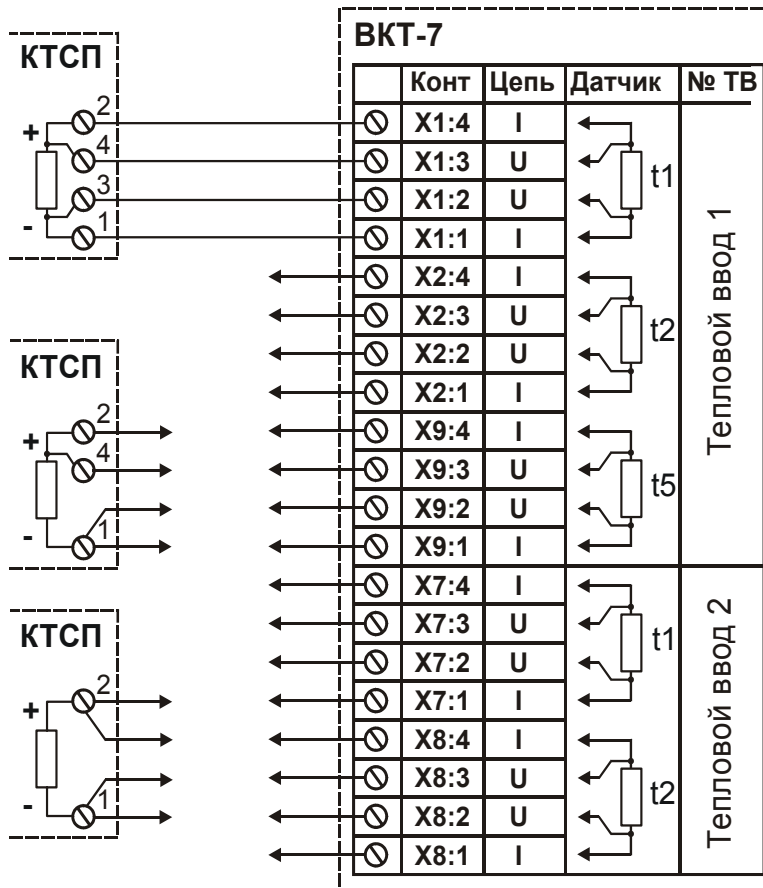 ВКТ-7
Конт Цепь Датчик № ТВ
КТСП
+
-
2
4
3
1
X1:4 I
X1:3 U
X1:2 U
X1:1 I
t1
X2:4 I
X2:3 U
X2:2 U
X2:1 I
t2
КТСП
+
-
2
4
1
X9:4 I
X9:3 U
X9:2 U
X9:1 I
t5
Тепловой ввод 1
КТСП
+
-
2
1
X7:4 I
X7:3 U
X7:2 U
X7:1 I
t1
X8:4 I
X8:3 U
X8:2 U
X8:1 I
t2
Тепловой ввод 2